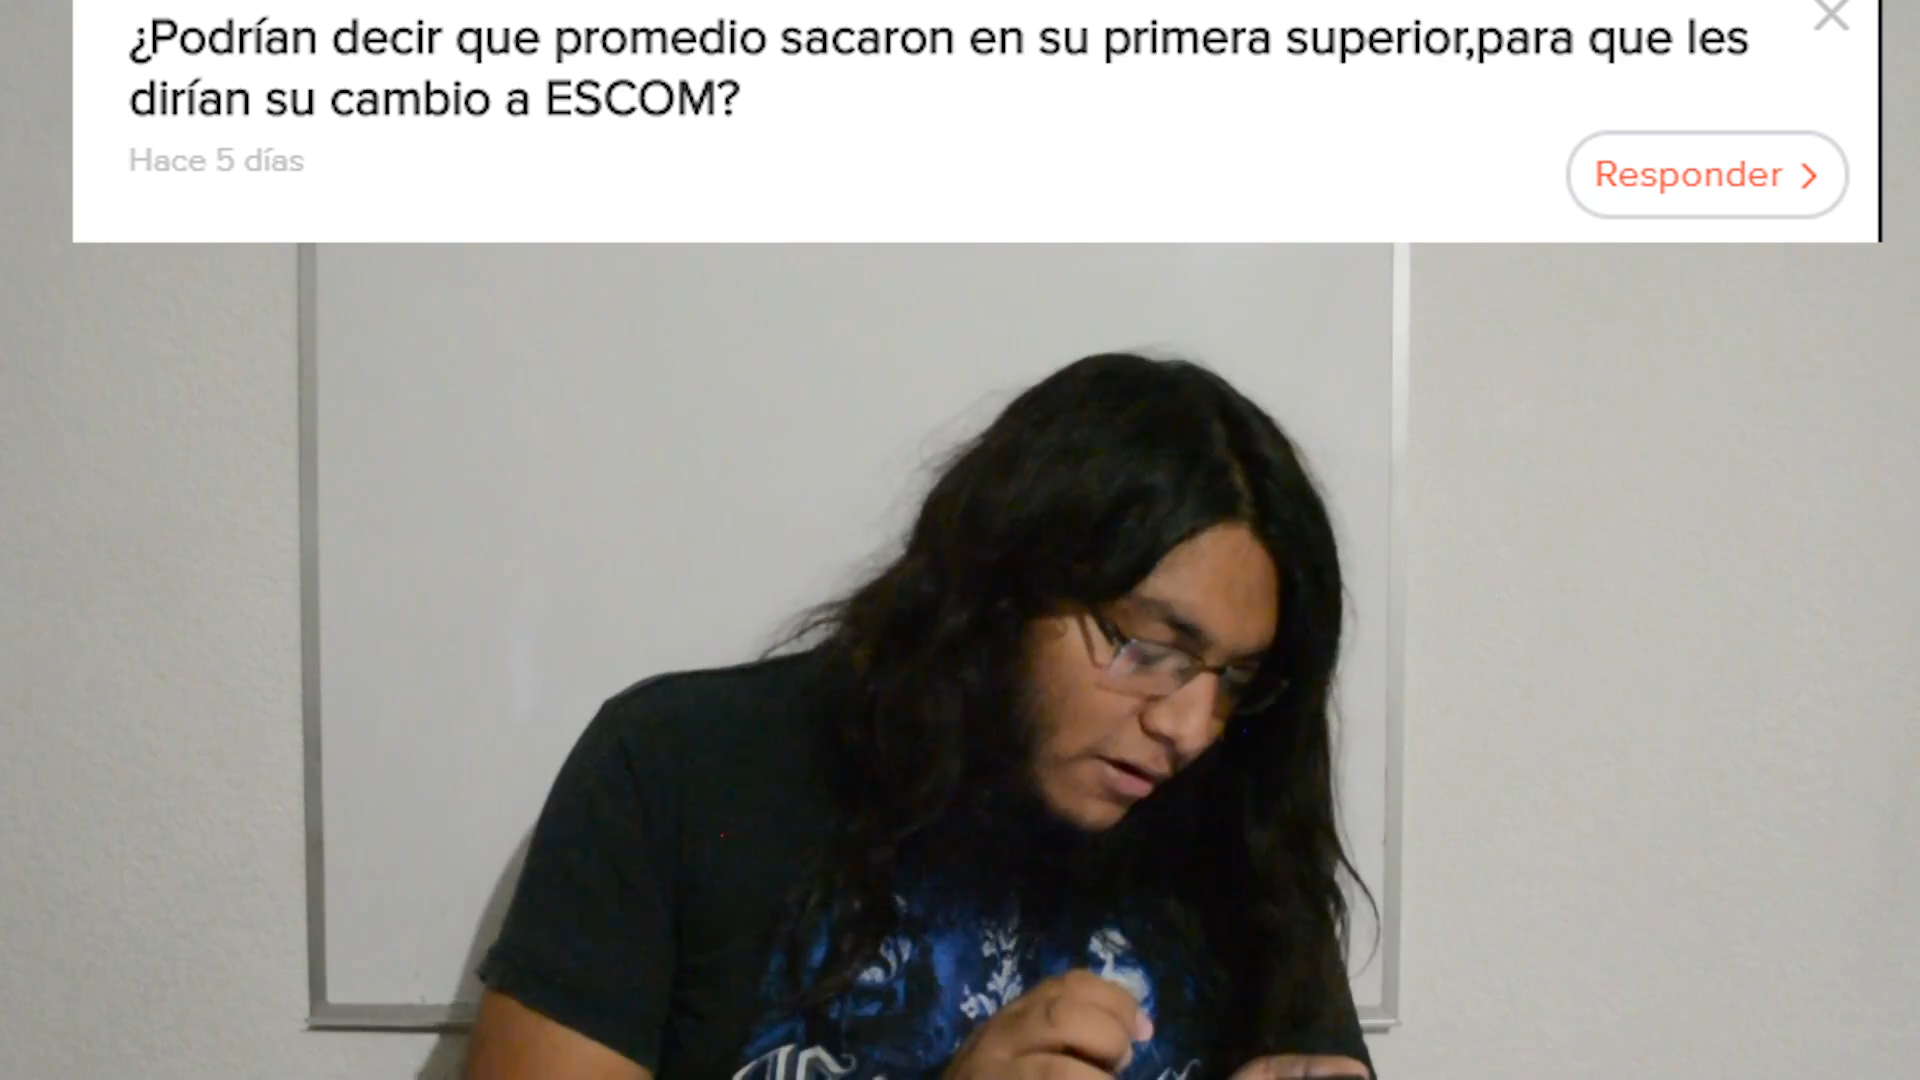 ¿Podrían decir que promedio sacaron en su primera superior,para que les
dirían su cambio a ESCOM?
Hace 5 días
Responder >